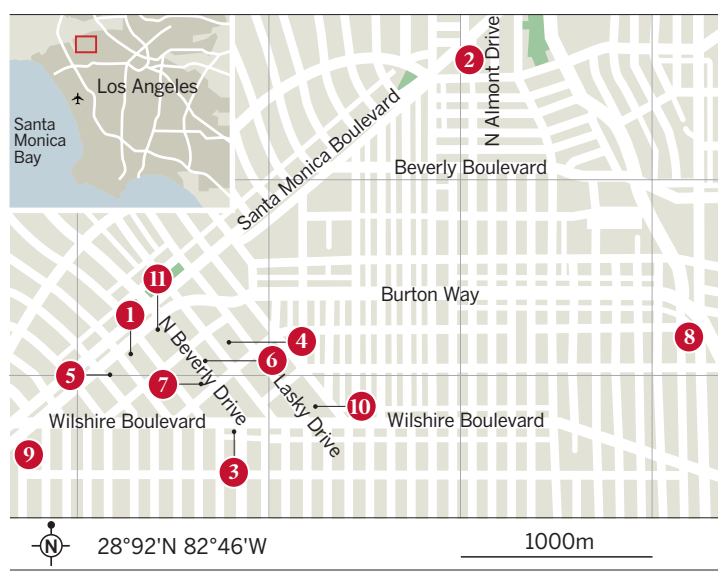 Los Angeles
Santa
Monica
Bay
2
N Almont Drive
Santa Monica Boulevard
Beverly Boulevard
11
Burton Way
1
N Beverly Drive
4
8
6
5
7
Lasky Drive
10
Wilshire Boulevard
Wilshire Boulevard
9
3
N
28°92'N 82°46'W
1000m